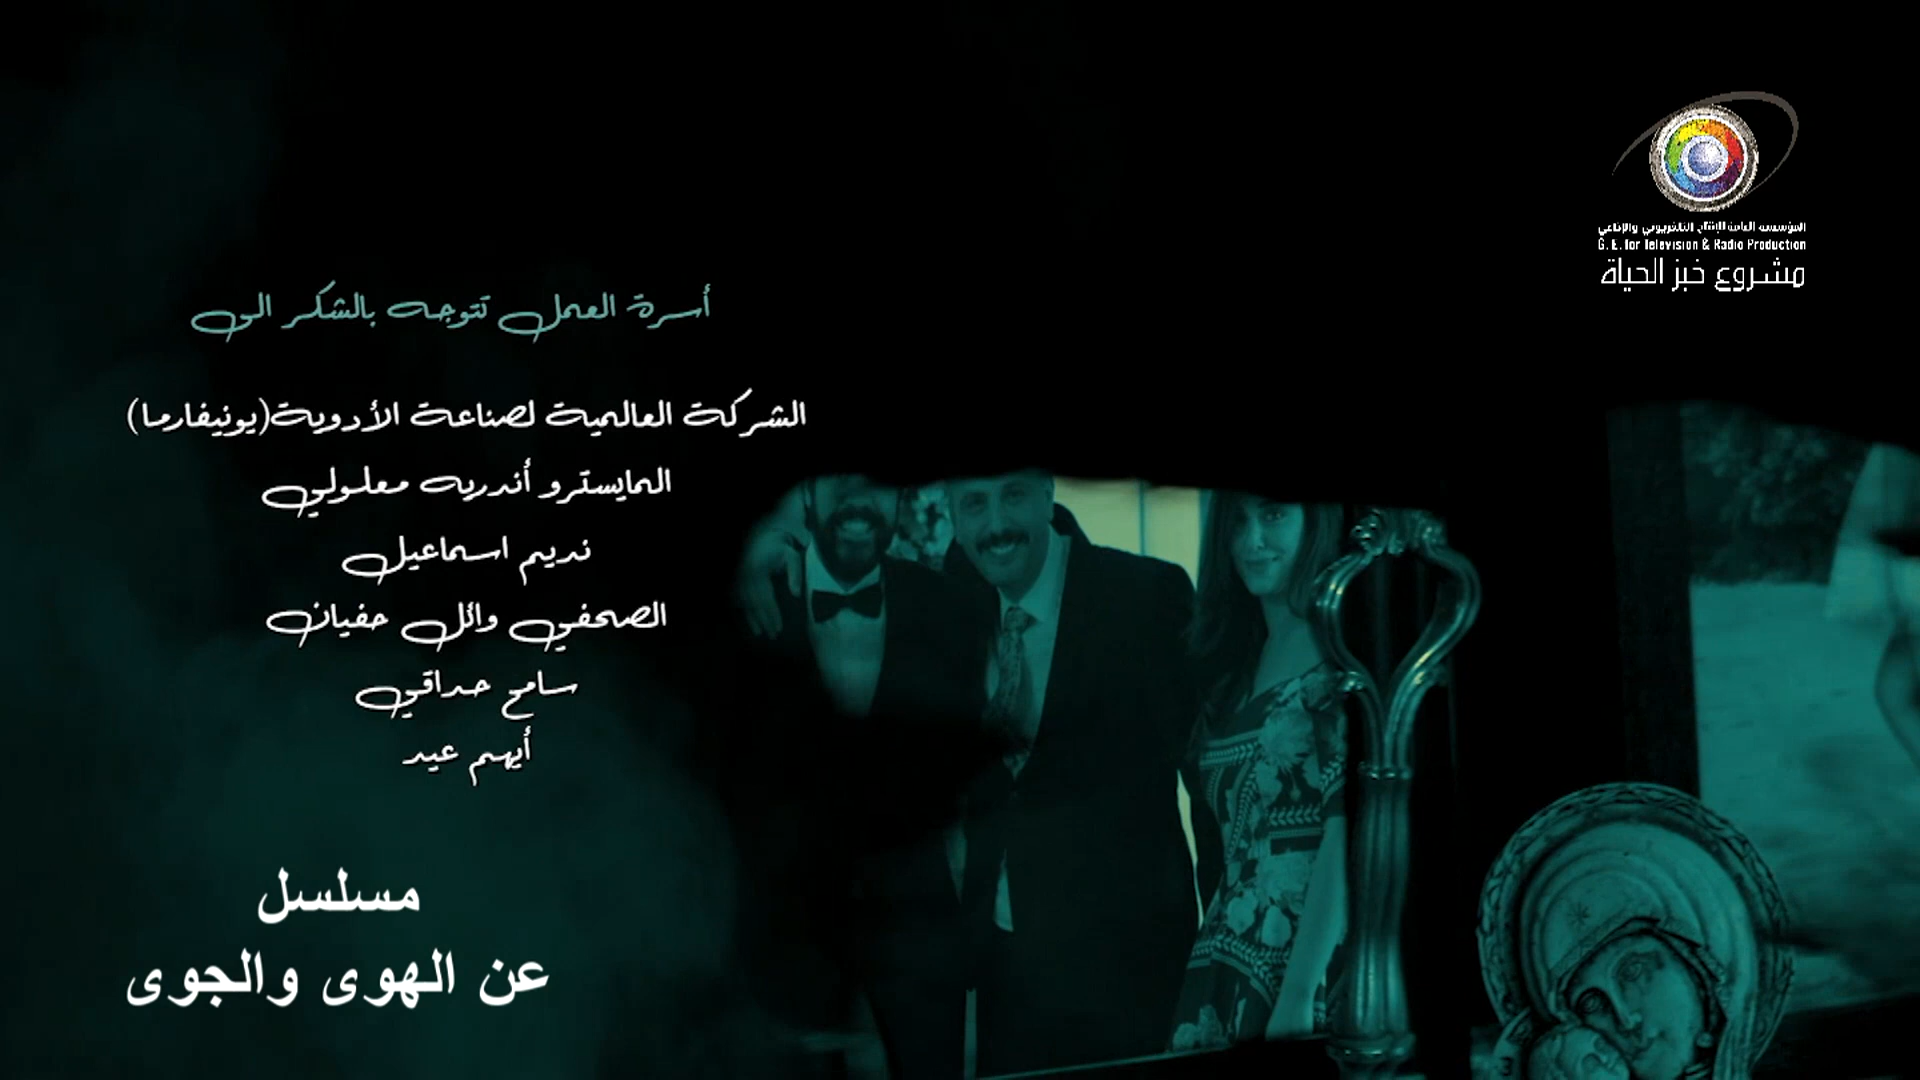 المؤسسة العامة للإنتاج التلفزيوني والإذاعي
G. E. for Television & Radio Production
مشروع خبز الحياة
أسرة العمل تتوجه بالشكر الى
الشركة العالمية لصناعة الأدوية(يونيفارما)
المايسترو أندريه معلولي
نديم اسماعيل
الصحفي وائل حفيان
سامح حداقي
أيهم عيد
مسلسل
عن الهوى والجوى